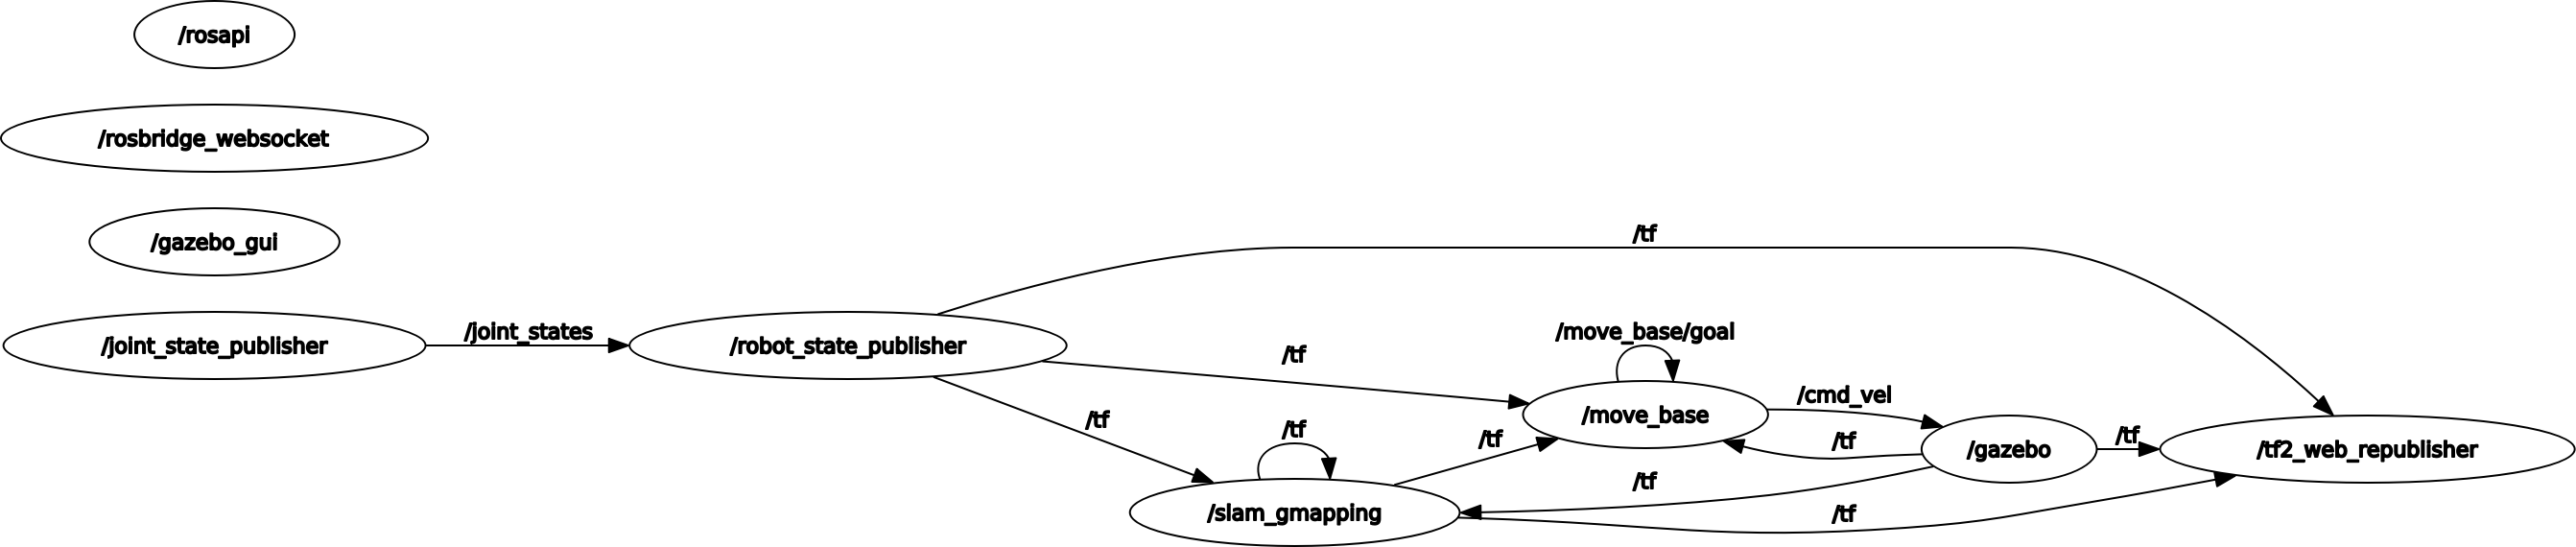 /rosapi
/rosbridge_websocket
/gazebo_gui
/tf
/joint_states
/move_base/goal
/joint_state_publisher
/robot_state_publisher
/tf
/cmd_vel
/move_base
/tf
/tf
/tf
/tf
/tf
/gazebo
/tf2_web_republisher
/tf
/slam_gmapping
/tf